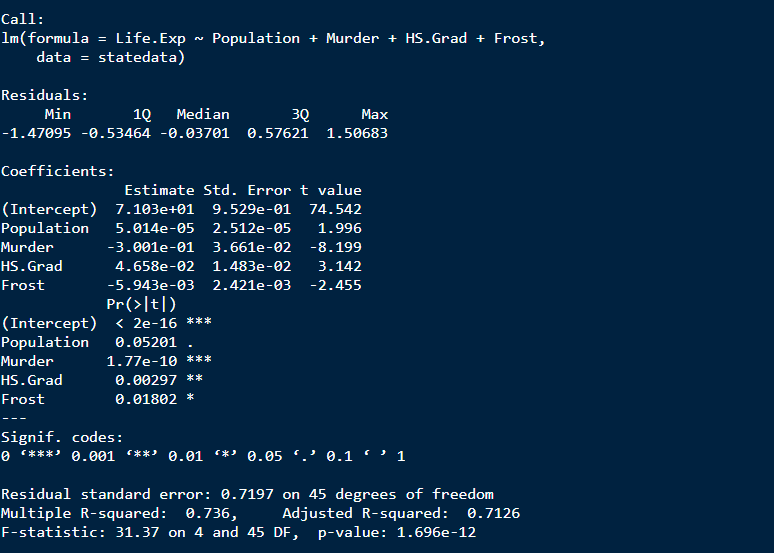 Call:
lm(formula = Life.Exp ~ Population + Murder + HS.Grad + Frost,
    data = statedata)

Residuals:
     Min       1Q   Median       3Q      Max
-1.47095 -0.53464 -0.03701  0.57621  1.50683

Coefficients:
              Estimate Std. Error t value
(Intercept)  7.103e+01  9.529e-01  74.542
Population   5.014e-05  2.512e-05   1.996
Murder      -3.001e-01  3.661e-02  -8.199
HS.Grad      4.658e-02  1.483e-02   3.142
Frost       -5.943e-03  2.421e-03  -2.455
            Pr(>|t|)
(Intercept)  < 2e-16 ***
Population   0.05201 .
Murder      1.77e-10 ***
HS.Grad      0.00297 **
Frost        0.01802 *
---
Signif. codes:
0 ‘***’ 0.001 ‘**’ 0.01 ‘*’ 0.05 ‘.’ 0.1 ‘ ’ 1

Residual standard error: 0.7197 on 45 degrees of freedom
Multiple R-squared:  0.736,     Adjusted R-squared:  0.7126
F-statistic: 31.37 on 4 and 45 DF,  p-value: 1.696e-12